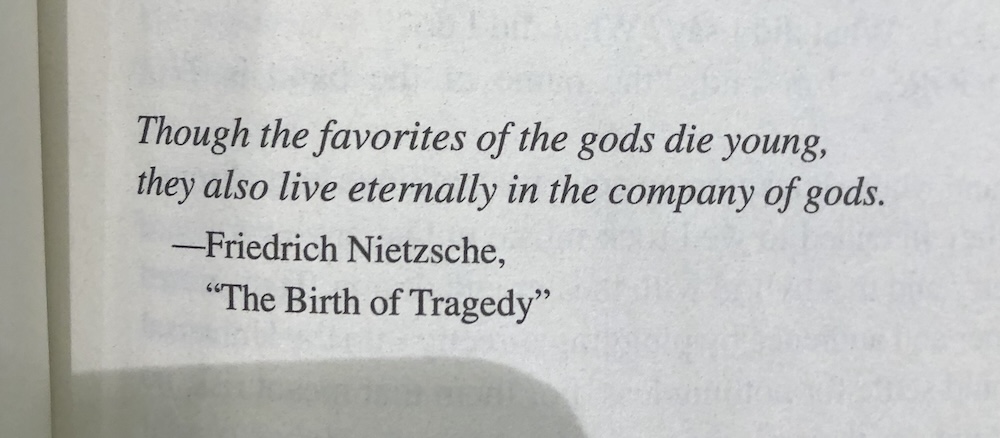 Though the favorites of the gods die young,
they also live eternally in the company of gods.
—Friedrich Nietzsche,
“The Birth of Tragedy”